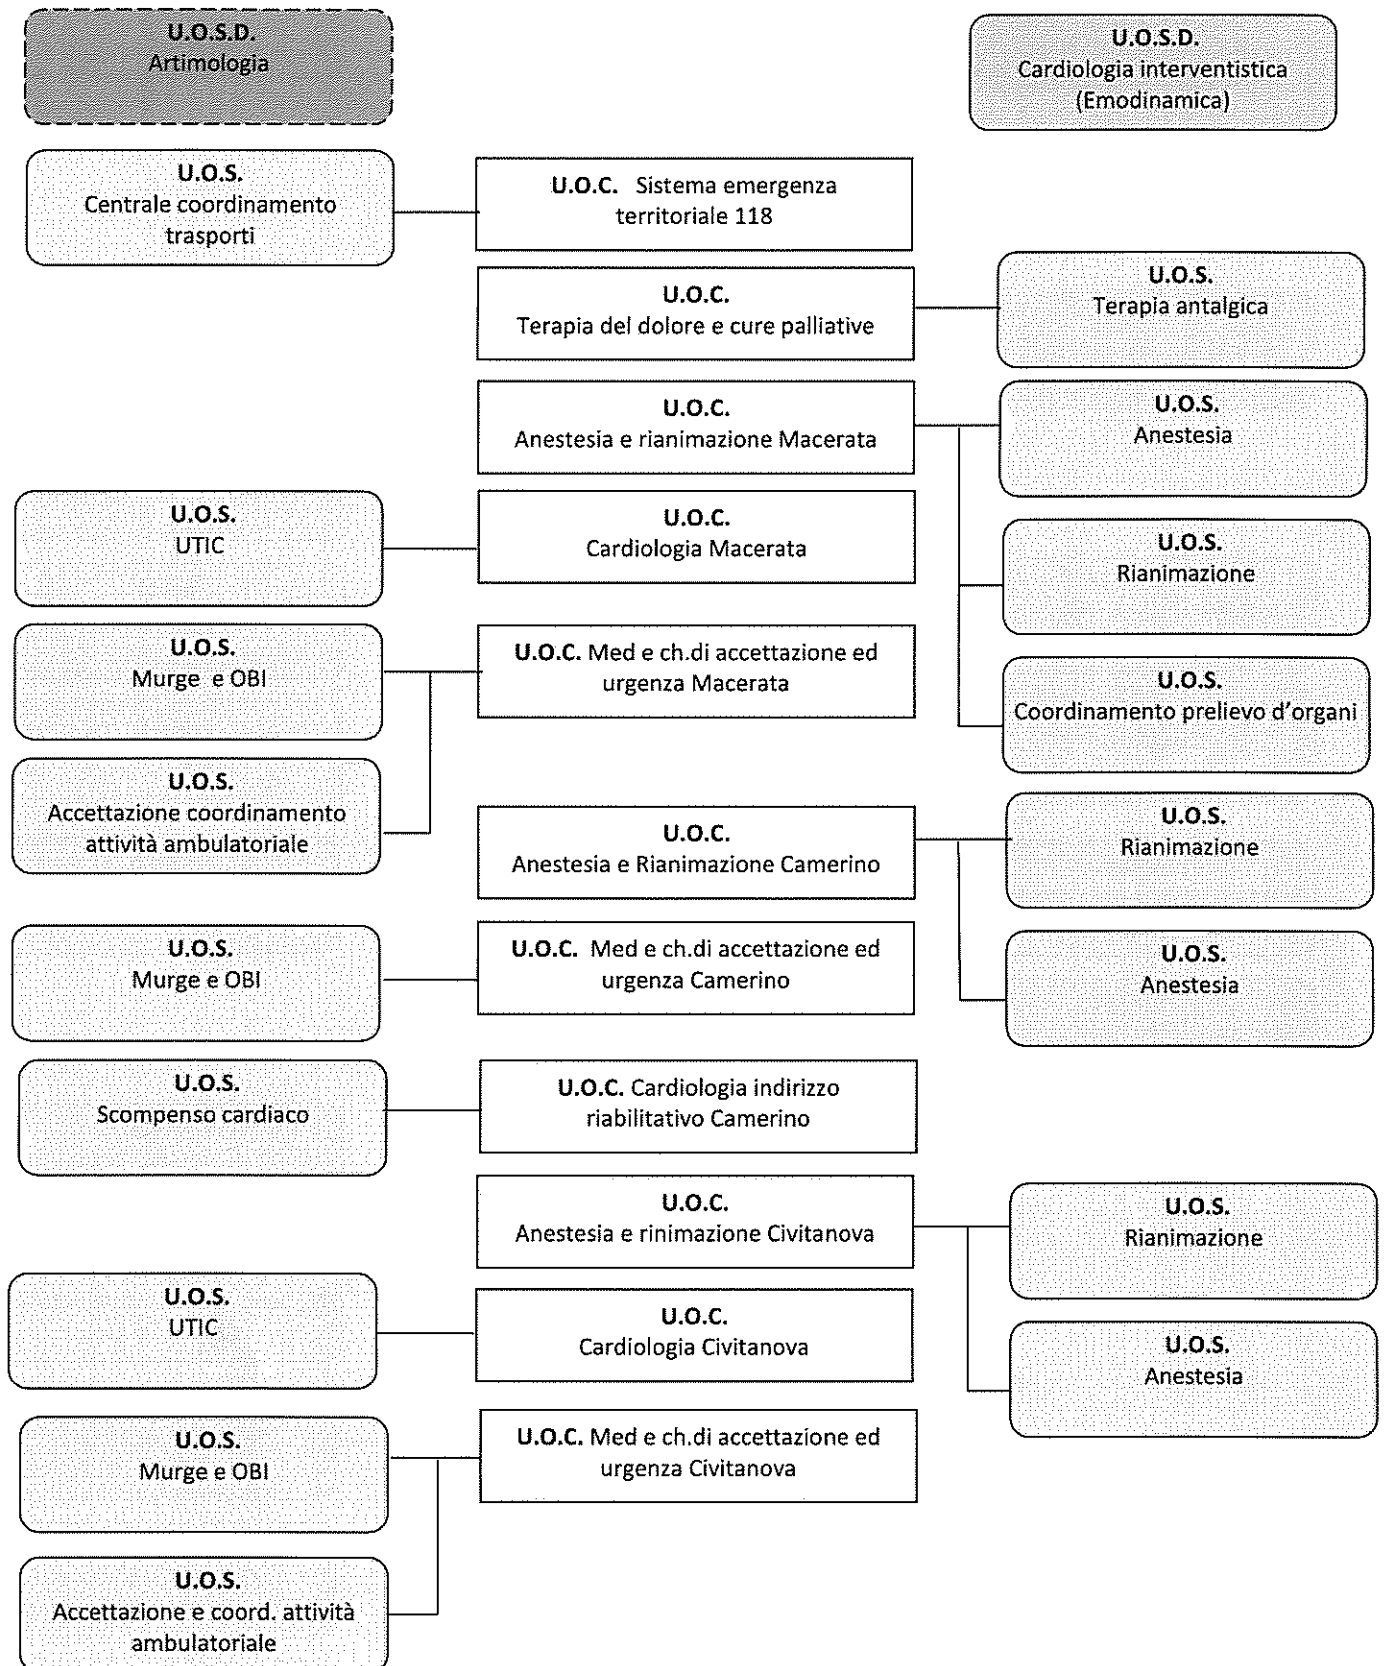 U.O.S.D.
Artimologia
U.O.S.D.
Cardiologia interventistica
(Emodinamica)
U.O.S.
Centrale coordinamento
trasporti
U.O.C. Sistema emergenza
territoriale 118
U.O.C.
Terapia del dolore e cure palliative
U.O.S.
Terapia antalgica
U.O.C.
Anestesia e rianimazione Macerata
U.O.S.
Anestesia
U.O.S.
UTIC
U.O.C.
Cardiologia Macerata
U.O.S.
Rianimazione
U.O.S.
Murge e OBI
U.O.C. Med e ch.di accettazione ed
urgenza Macerata
U.O.S.
Coordinamento prelievo d'organi
U.O.S.
Accettazione coordinamento
attività ambulatoriale
U.O.C.
Anestesia e Rianimazione Camerino
U.O.S.
Rianimazione
U.O.S.
Murge e OBI
U.O.C. Med e ch.di accettazione ed
urgenza Camerino
U.O.S.
Anestesia
U.O.S.
Scompenso cardiaco
U.O.C. Cardiologia indirizzo
riabilitativo Camerino
U.O.C.
Anestesia e rinimazione Civitanova
U.O.S.
Rianimazione
U.O.S.
UTIC
U.O.C.
Cardiologia Civitanova
U.O.S.
Anestesia
U.O.S.
Murge e OBI
U.O.C. Med e ch.di accettazione ed
urgenza Civitanova
U.O.S.
Accettazione e coord. attività
ambulatoriale